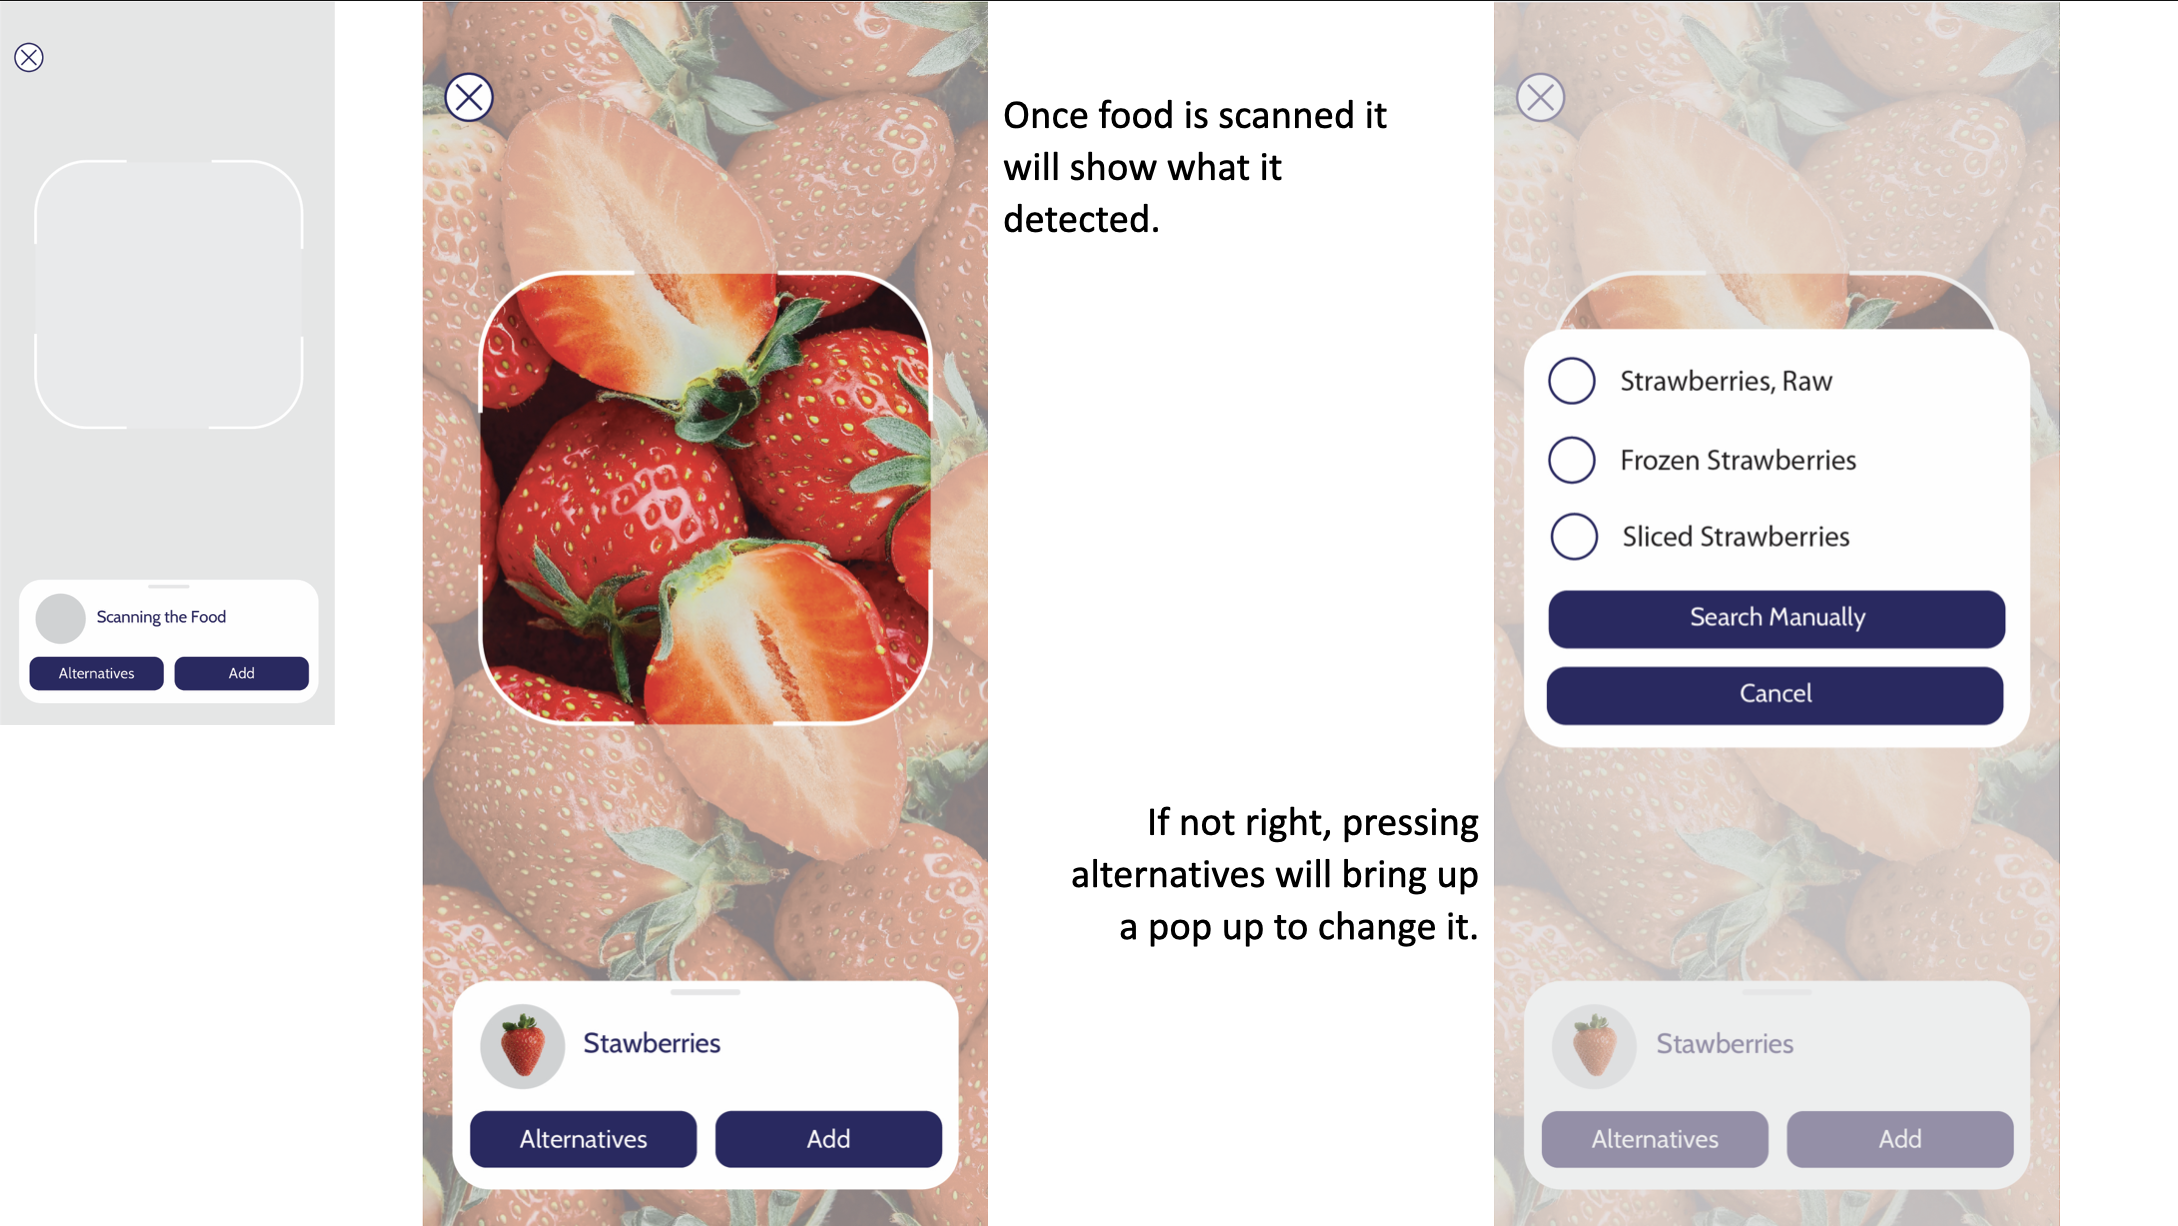 Scanning the Food
Alternatives
Add
Stawberries
Alternatives
Add
Once food is scanned it
will show what it
detected.
If not right, pressing
alternatives will bring up
a pop up to change it.
Strawberries, Raw
Frozen Strawberries
Sliced Strawberries
Search Manually
Cancel
Stawberries
Alternatives
Add